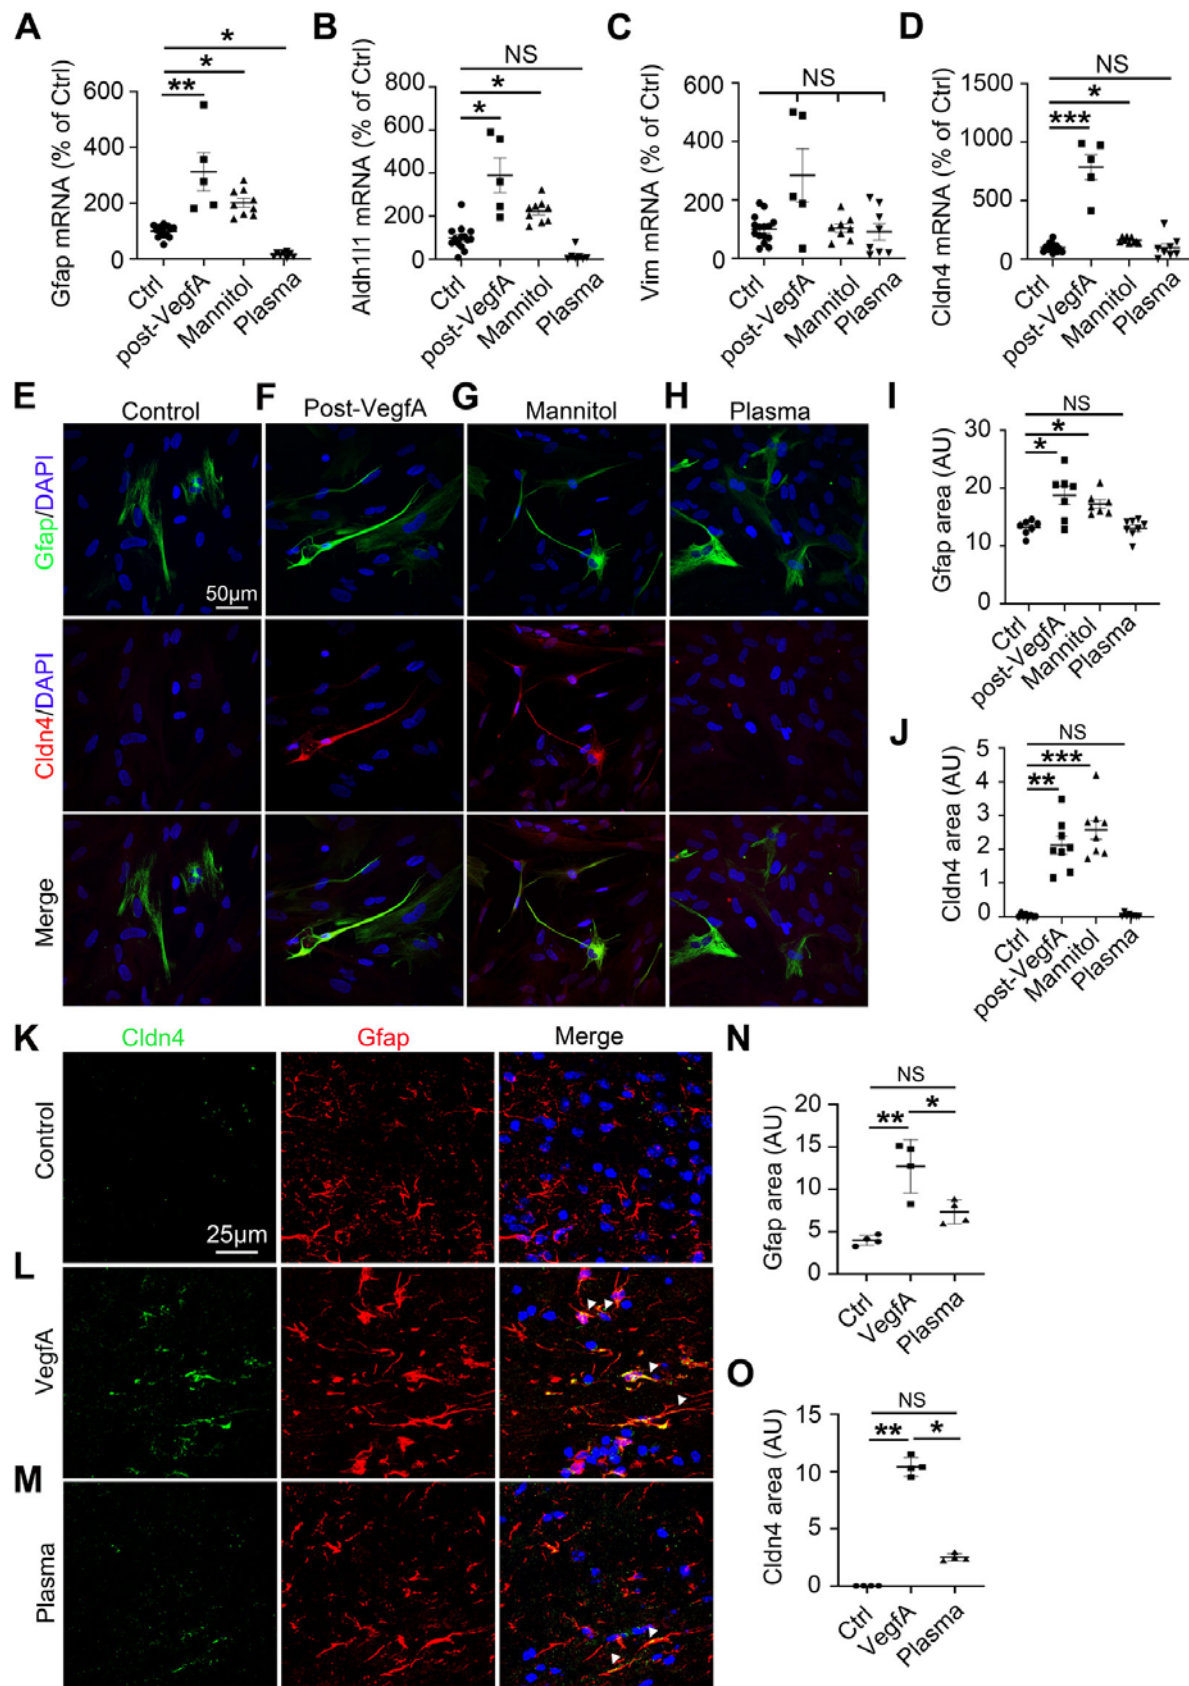 A
*
*
**
Gfap mRNA (% of Ctrl)
600
400
200
0
Ctrl
post-VegfA
Mannitol
Plasma
B
NS
*
*
Aldh1l1 mRNA (% of Ctrl)
800
600
400
200
0
Ctrl
post-VegfA
Mannitol
Plasma
C
NS
Vim mRNA (% of Ctrl)
600
400
200
0
Ctrl
post-VegfA
Mannitol
Plasma
D
NS
*
***
Cldn4 mRNA (% of Ctrl)
1500
1000
500
0
Ctrl
post-VegfA
Mannitol
Plasma
E
Control
F
Post-VegfA
G
Mannitol
H
Plasma
Gfap/DAPI
50µm
Cldn4/DAPI
Merge
I
NS
*
*
Gfap area (AU)
30
20
10
0
Ctrl
post-VegfA
Mannitol
Plasma
J
NS
***
**
Cldn4 area (AU)
5
4
3
2
1
0
Ctrl
post-VegfA
Mannitol
Plasma
K
Cldn4
Gfap
Merge
Control
25µm
L
VegfA
M
Plasma
N
NS
**
*
Gfap area (AU)
20
15
10
5
0
Ctrl
VegfA
Plasma
O
NS
**
*
Cldn4 area (AU)
15
10
5
0
Ctrl
VegfA
Plasma